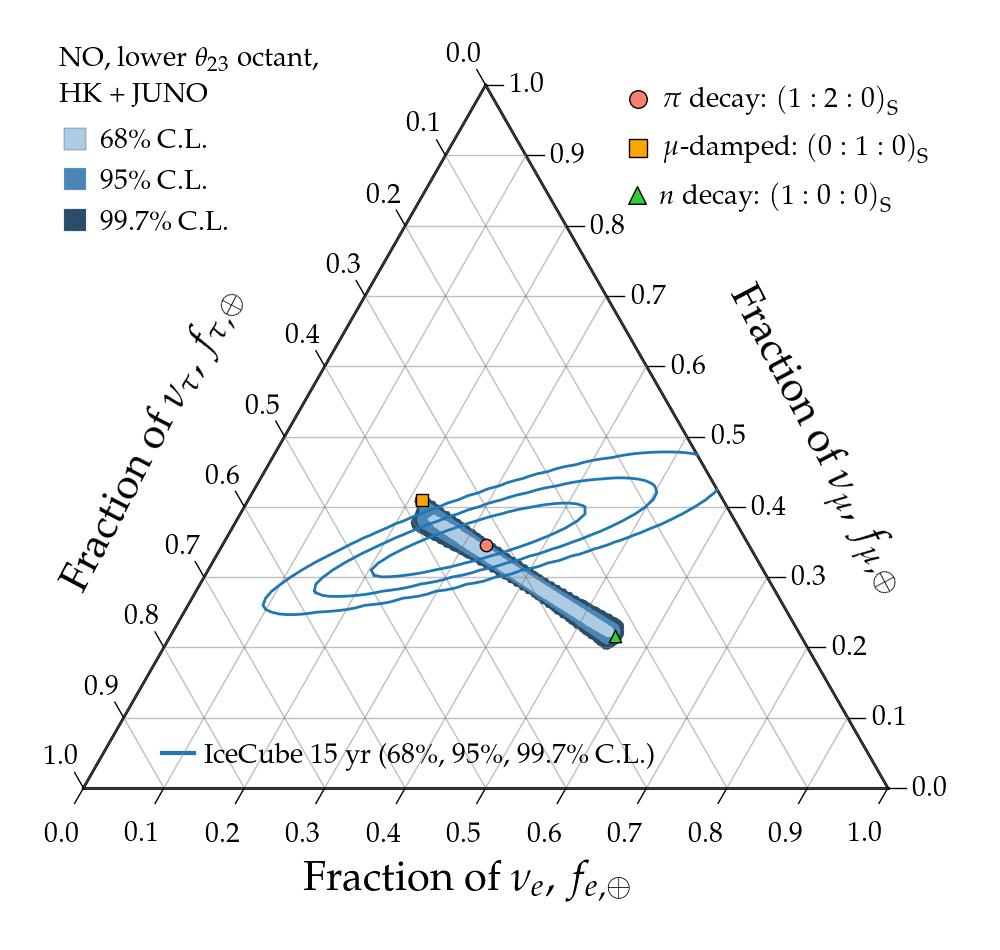 NO, lower θ₂₃ octant,
HK + JUNO
68% C.L.
95% C.L.
99.7% C.L.
π decay: (1 : 2 : 0)S
μ-damped: (0 : 1 : 0)S
n decay: (1 : 0 : 0)S
Fraction of ντ, fτ,⊕
0.0
0.1
0.2
0.3
0.4
0.5
0.6
0.7
0.8
0.9
1.0
Fraction of νμ, fμ,⊕
1.0
0.9
0.8
0.7
0.6
0.5
0.4
0.3
0.2
0.1
0.0
IceCube 15 yr (68%, 95%, 99.7% C.L.)
0.0 0.1 0.2 0.3 0.4 0.5 0.6 0.7 0.8 0.9 1.0
Fraction of νe, fe,⊕